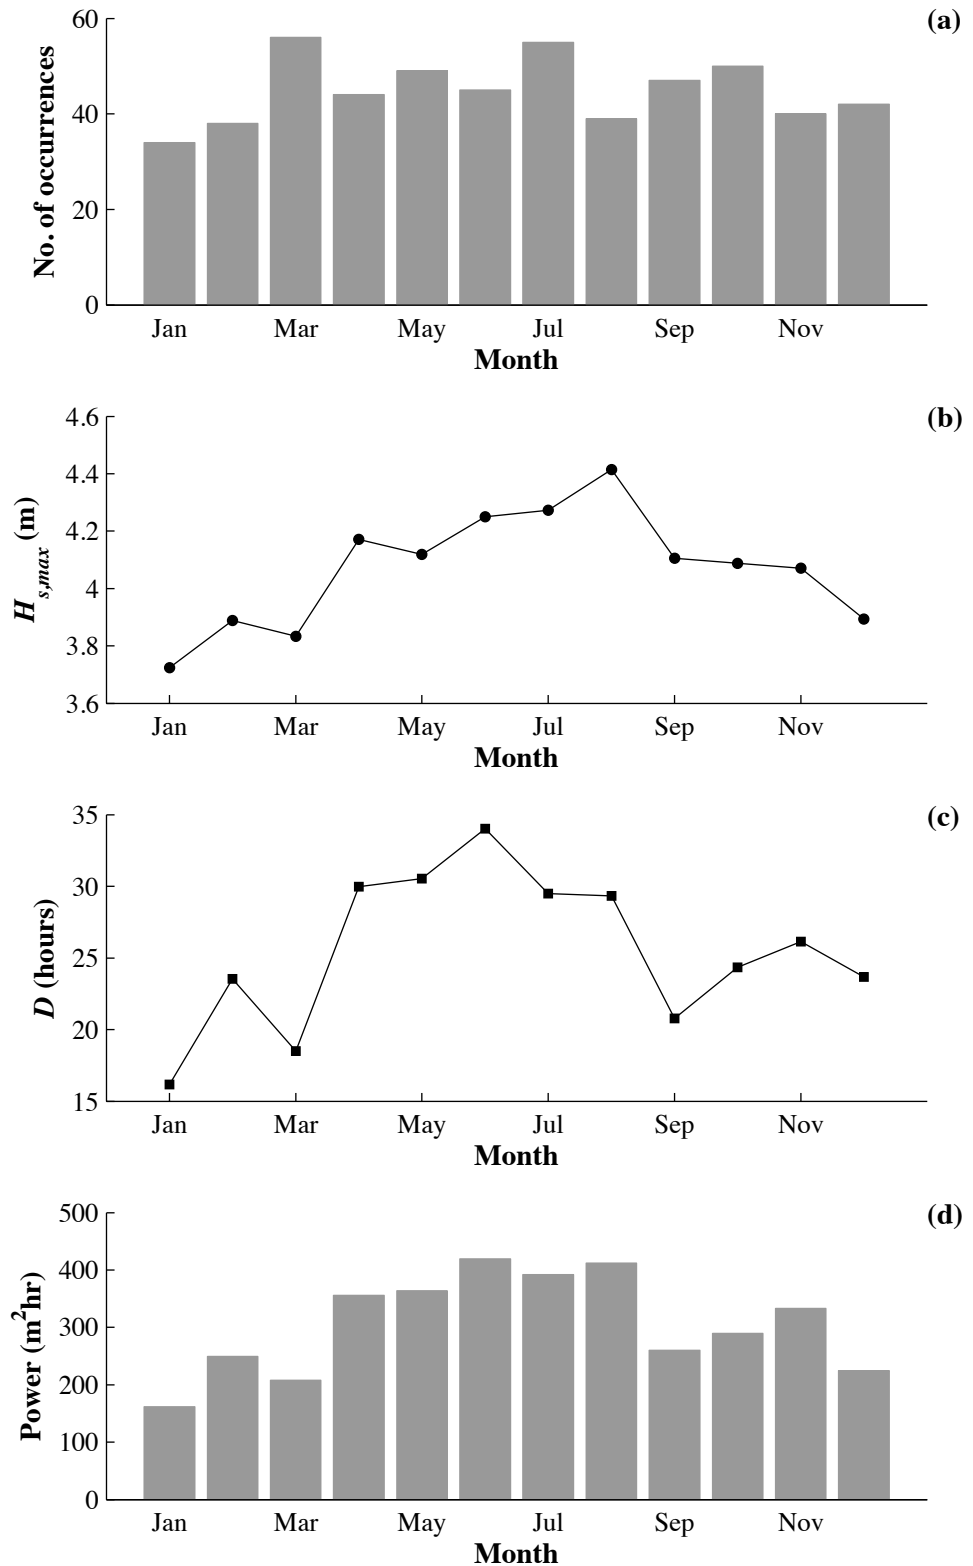 (a)
No. of occurrences
60
40
20
0
Jan Mar May Jul Sep Nov
Month
(b)
H s,max (m)
4.6
4.4
4.2
4
3.8
3.6
Jan Mar May Jul Sep Nov
Month
(c)
D (hours)
35
30
25
20
15
Jan Mar May Jul Sep Nov
Month
(d)
Power (m²hr)
500
400
300
200
100
0
Jan Mar May Jul Sep Nov
Month